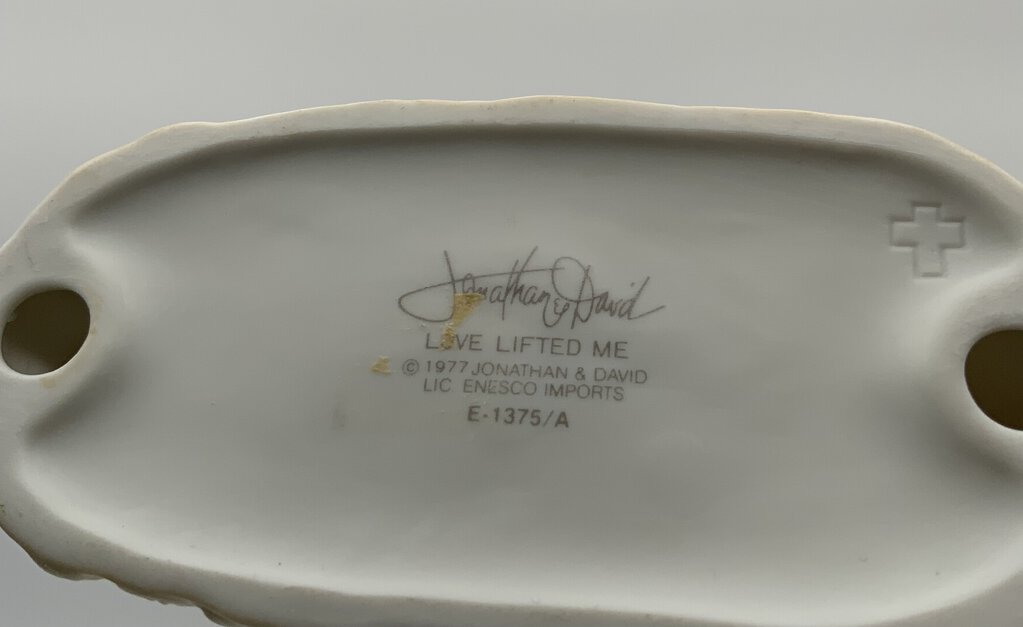 Jonathan & David
LOVE LIFTED ME
© 1977 JONATHAN & DAVID
LIC. ENESCO IMPORTS
E-1375/A